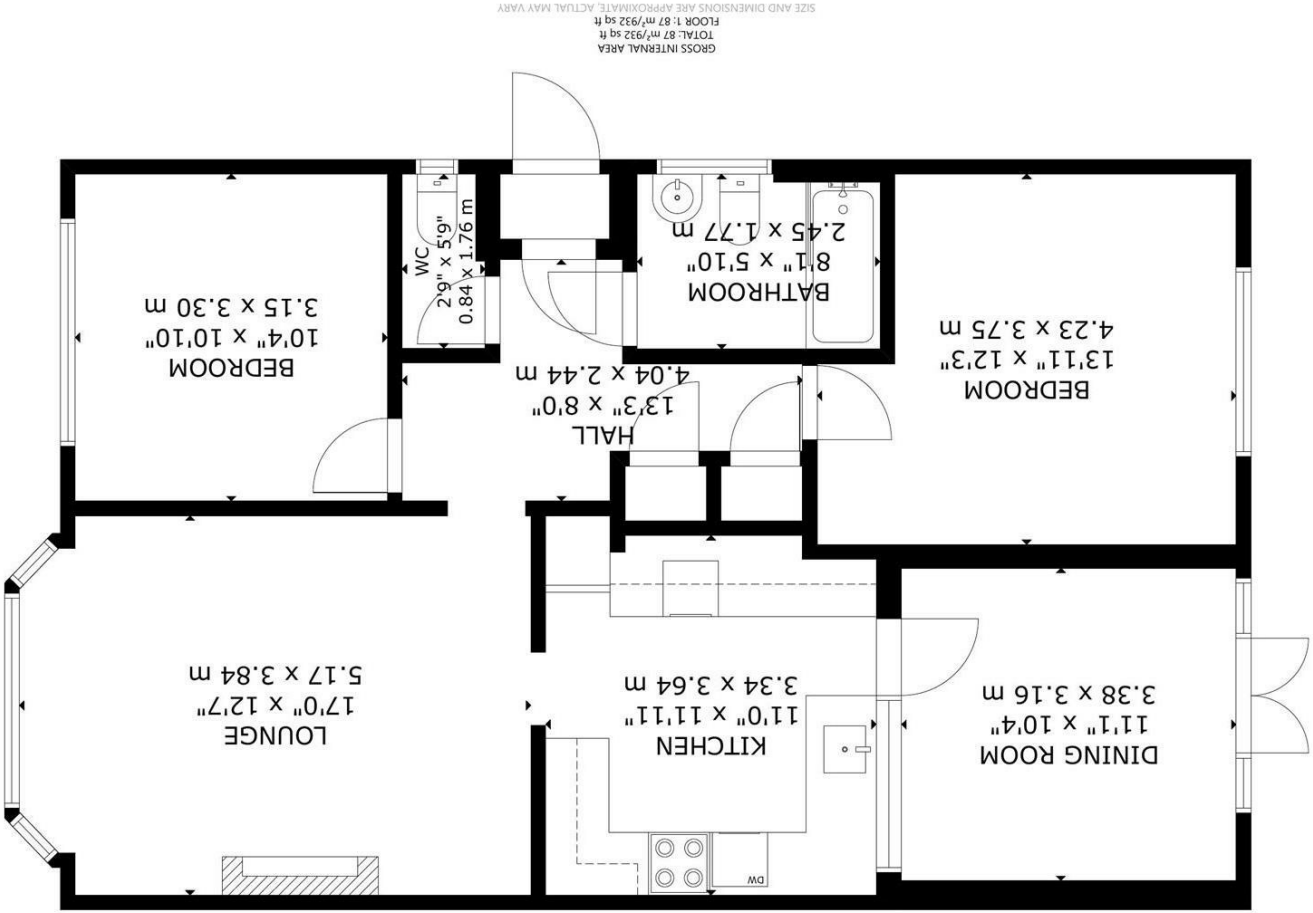 DINING ROOM
11'1" x 10'4"
3.38 x 3.16 m
DW
KITCHEN
11'0" x 11'11"
3.34 x 3.64 m
LOUNGE
17'0" x 12'7"
5.17 x 3.84 m
BEDROOM
13'11" x 12'3"
4.23 x 3.75 m
HALL
13'3" x 8'0"
4.04 x 2.44 m
BATHROOM
8'1" x 5'10"
2.45 x 1.77 m
WC
2'9" x 5'9"
0.84 x 1.76 m
BEDROOM
10'4" x 10'10"
3.15 x 3.30 m
GROSS INTERNAL AREA
TOTAL: 87 m²/932 sq ft
FLOOR 1: 87 m²/932 sq ft
SIZE AND DIMENSIONS ARE APPROXIMATE, ACTUAL MAY VARY